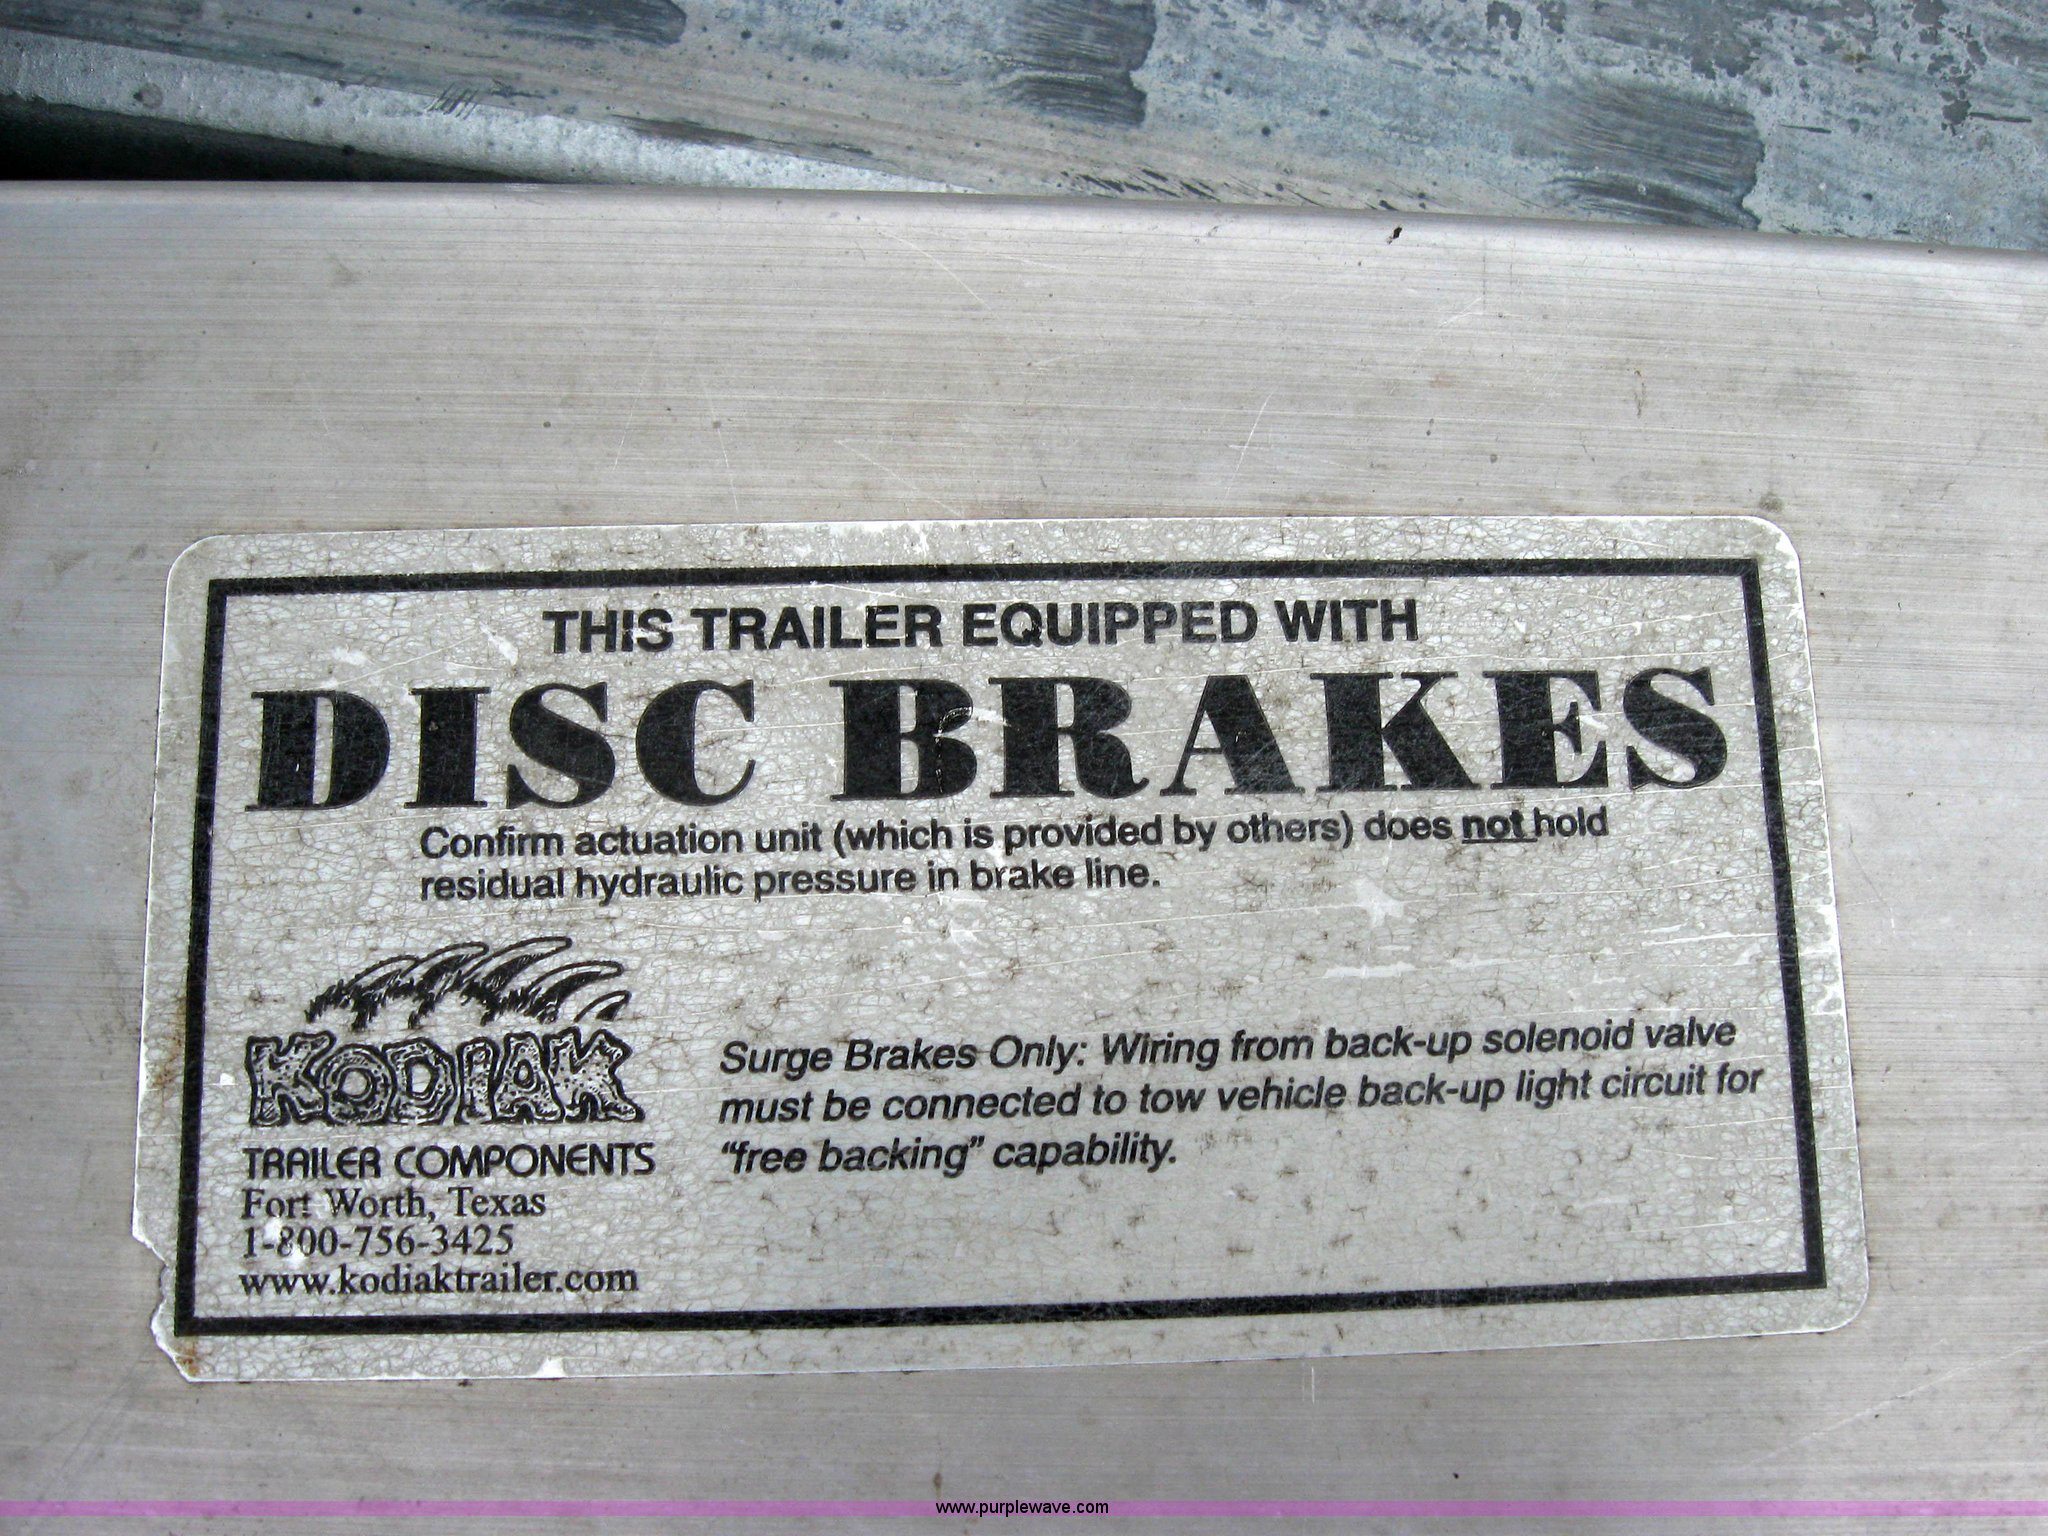 THIS TRAILER EQUIPPED WITH
DISC BRAKES
Confirm actuation unit (which is provided by others) does not hold
residual hydraulic pressure in brake line.
KODIAK
TRAILER COMPONENTS
Fort Worth, Texas
1-800-756-3425
www.kodiaktrailer.com
Surge Brakes Only: Wiring from back-up solenoid valve
must be connected to tow vehicle back-up light circuit for
“free backing” capability.
www.purplewave.com